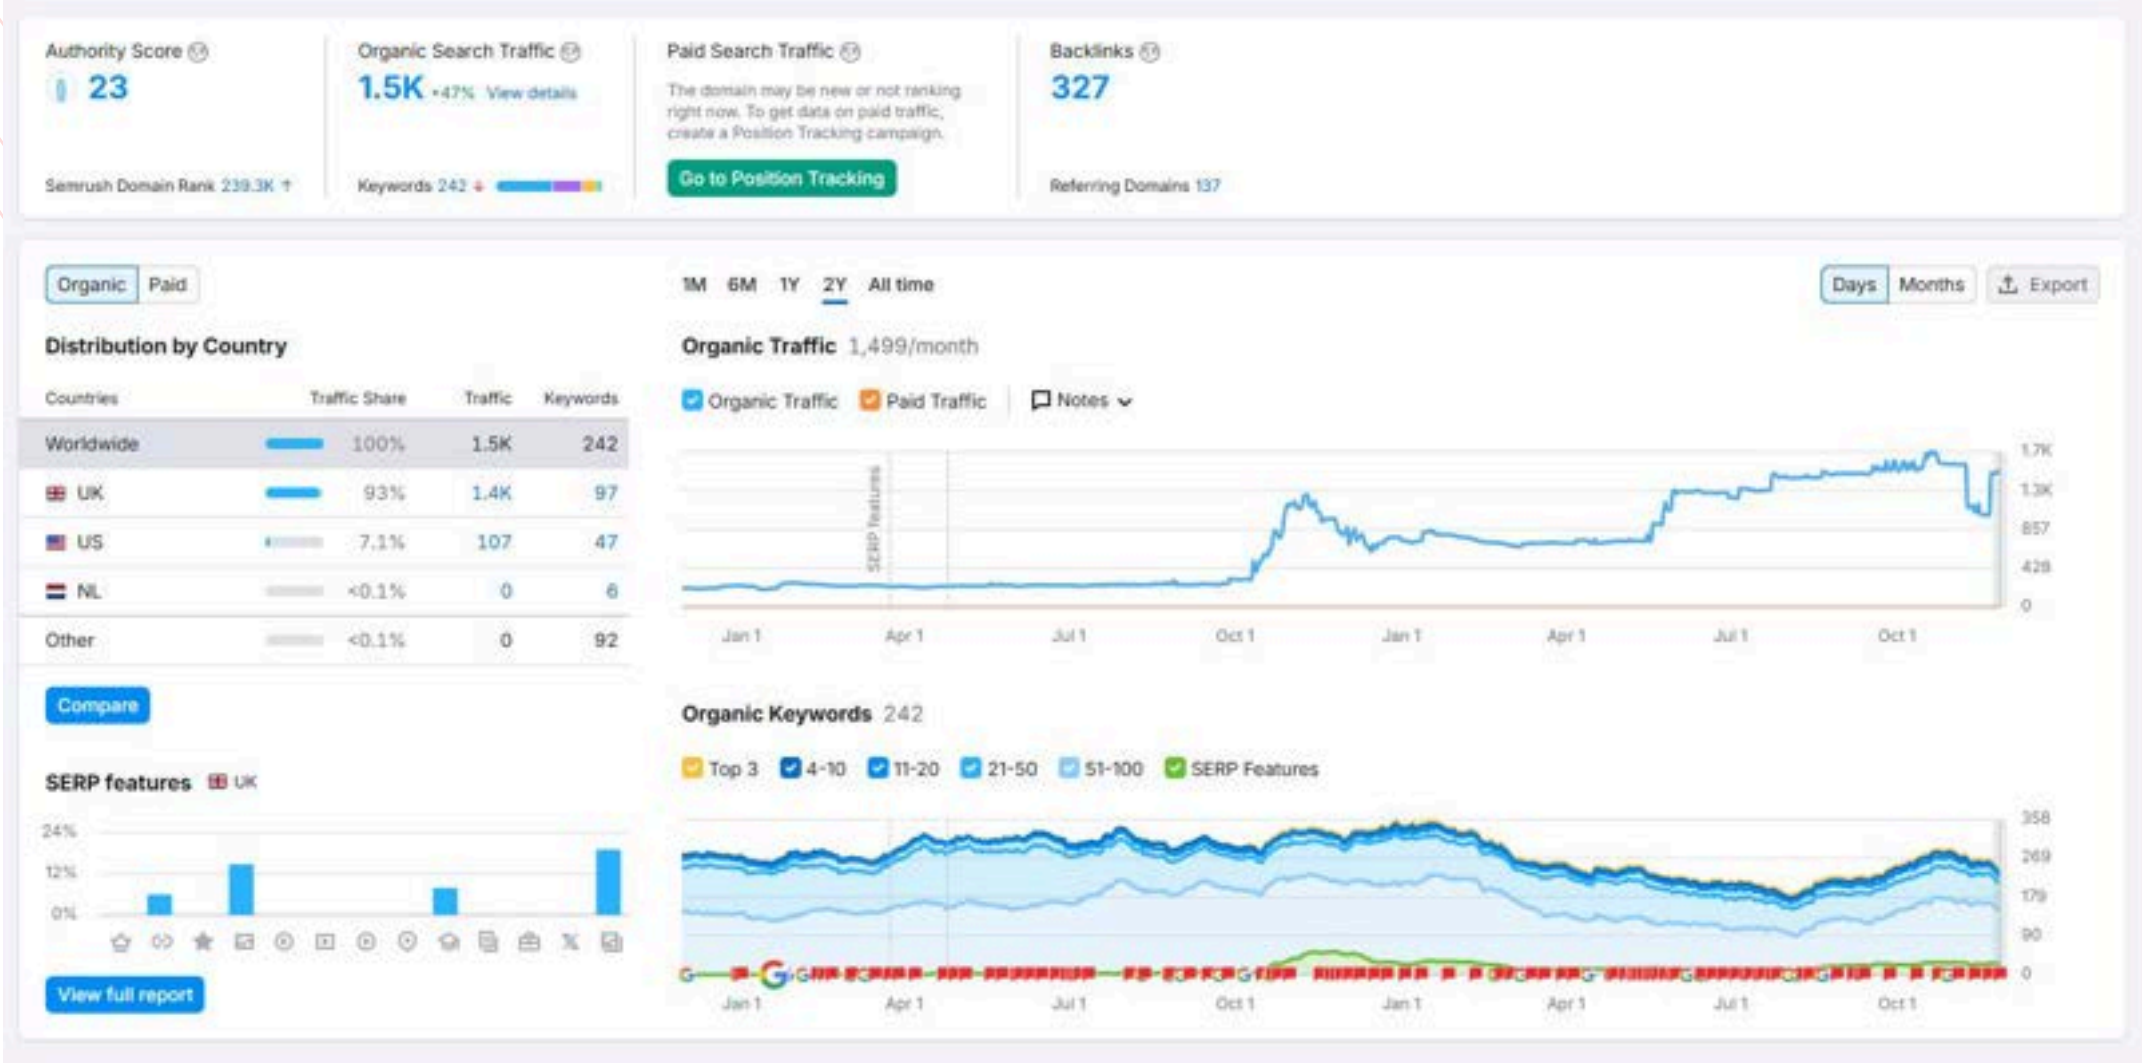 Authority Score
23
Semrush Domain Rank 239.3K ↑
Organic Search Traffic
1.5K +47% View details
Keywords 242 ↓
Paid Search Traffic
The domain may be new or not ranking
right now. To get data on paid traffic,
create a Position Tracking campaign.
Go to Position Tracking
Backlinks
327
Referring Domains 137
Organic Paid
Distribution by Country
Countries Traffic Share Traffic Keywords
Worldwide 100% 1.5K 242
UK 93% 1.4K 97
US 7.1% 107 47
NL <0.1% 0 6
Other <0.1% 0 92
Compare
SERP features UK
24%
12%
0%
View full report
1M 6M 1Y 2Y All time
Days Months Export
Organic Traffic 1,499/month
Organic Traffic Paid Traffic Notes
SERP features
1.7K
1.3K
857
428
0
Jan 1 Apr 1 Jul 1 Oct 1 Jan 1 Apr 1 Jul 1 Oct 1
Organic Keywords 242
Top 3 4-10 11-20 21-50 51-100 SERP Features
358
269
179
90
0
Jan 1 Apr 1 Jul 1 Oct 1 Jan 1 Apr 1 Jul 1 Oct 1